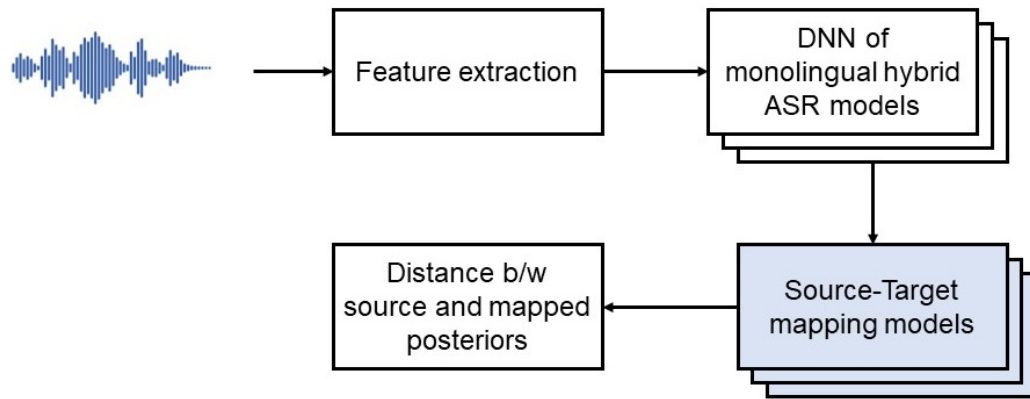 Feature extraction
DNN of
monolingual hybrid
ASR models
Source-Target
mapping models
Distance b/w
source and mapped
posteriors